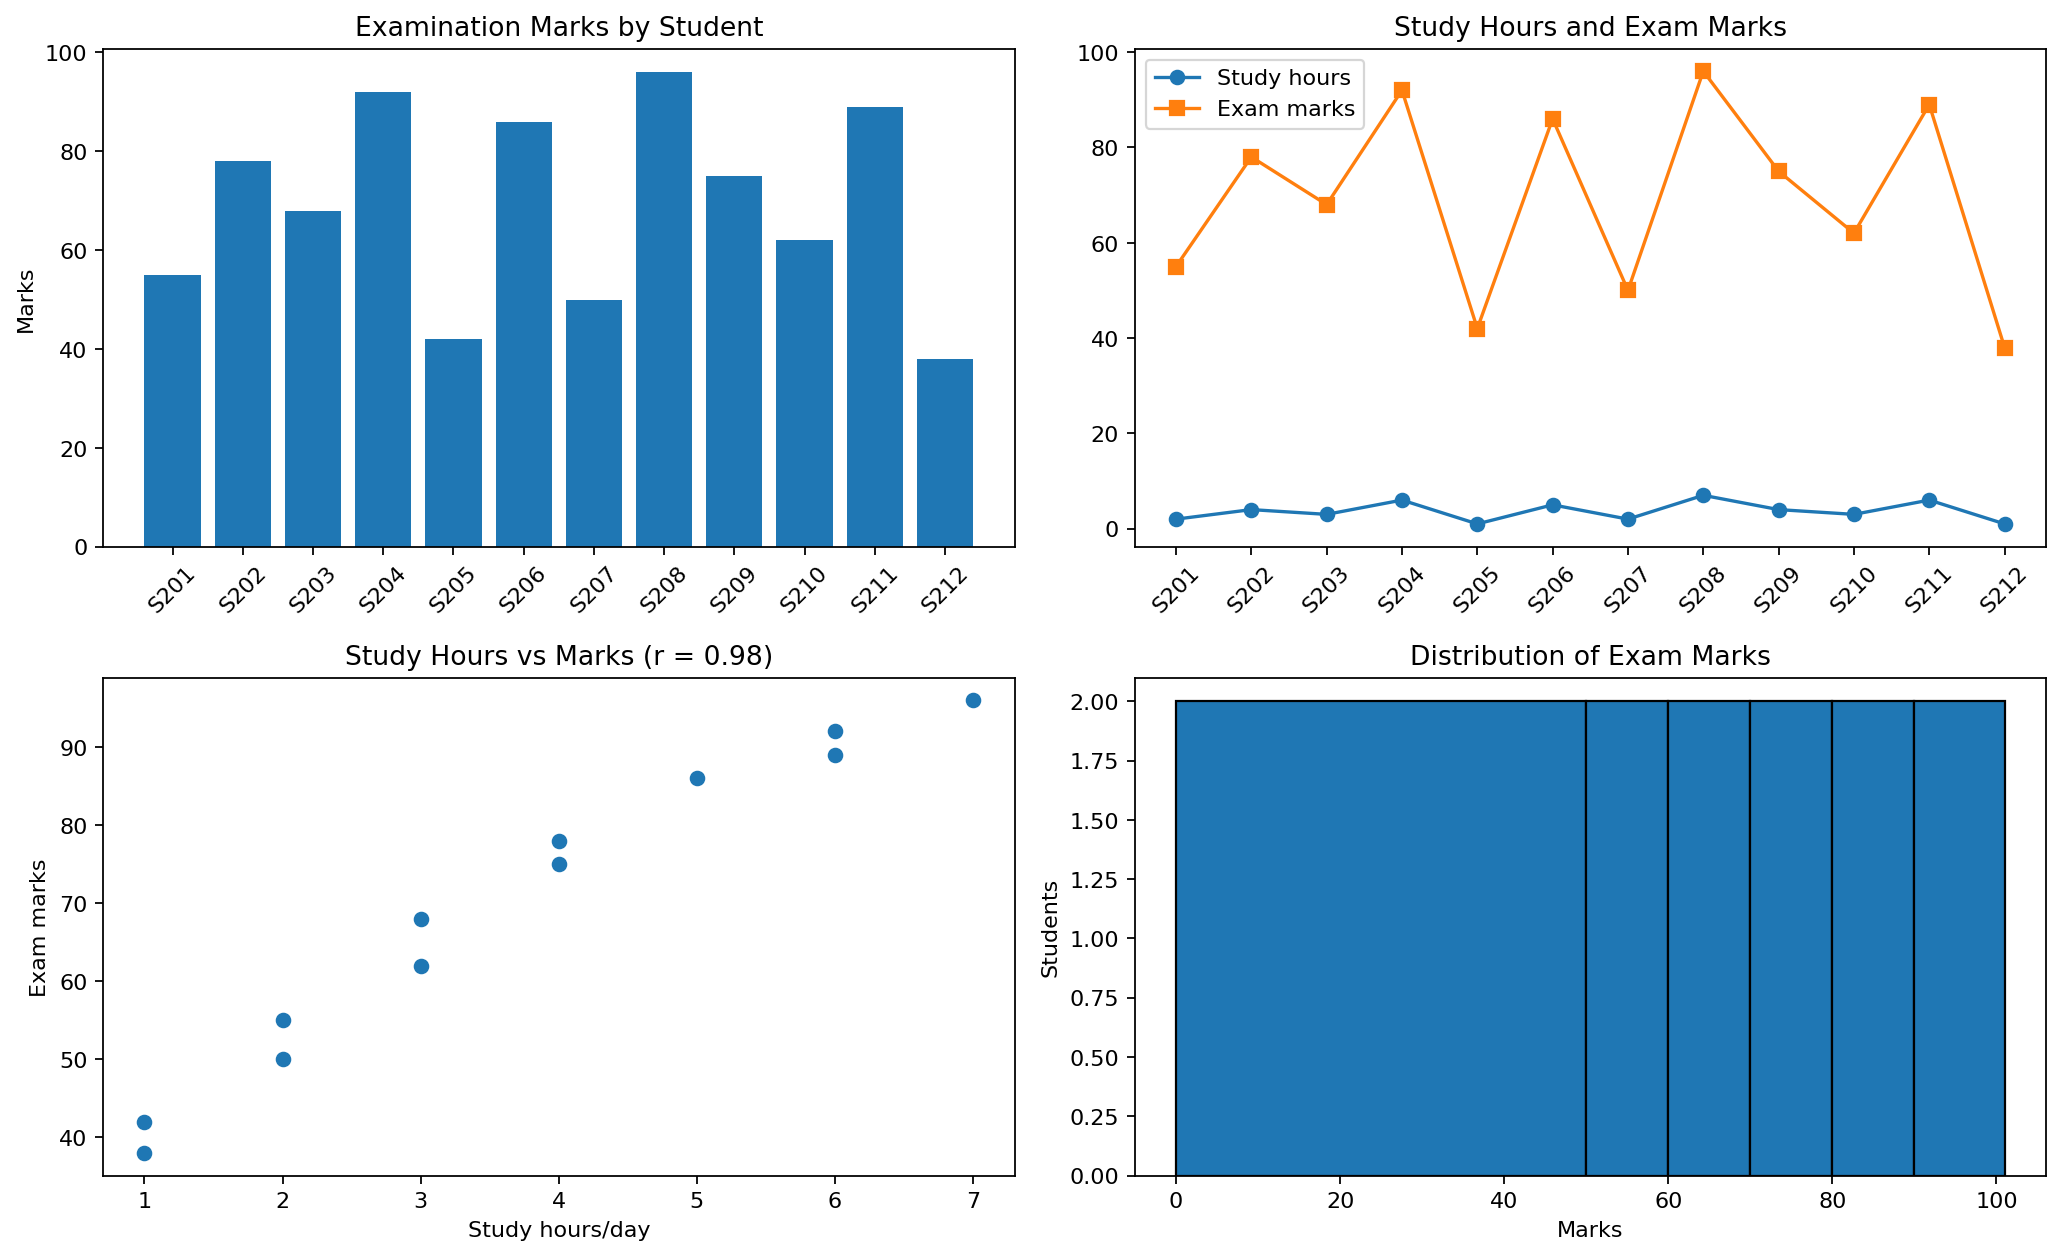 Examination Marks by Student
Marks
100
80
60
40
20
0
S201 S202 S203 S204 S205 S206 S207 S208 S209 S210 S211 S212
Study Hours and Exam Marks
Study hours
Exam marks
100
80
60
40
20
0
S201 S202 S203 S204 S205 S206 S207 S208 S209 S210 S211 S212
Study Hours vs Marks (r = 0.98)
Exam marks
90
80
70
60
50
40
1 2 3 4 5 6 7
Study hours/day
Distribution of Exam Marks
Students
2.00
1.75
1.50
1.25
1.00
0.75
0.50
0.25
0.00
0 20 40 60 80 100
Marks